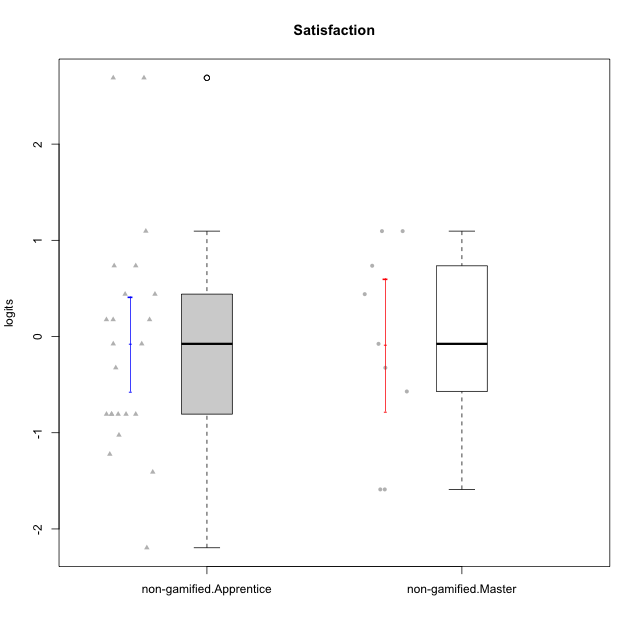 Satisfaction
logits
2
1
0
-1
-2
non-gamified.Apprentice
non-gamified.Master